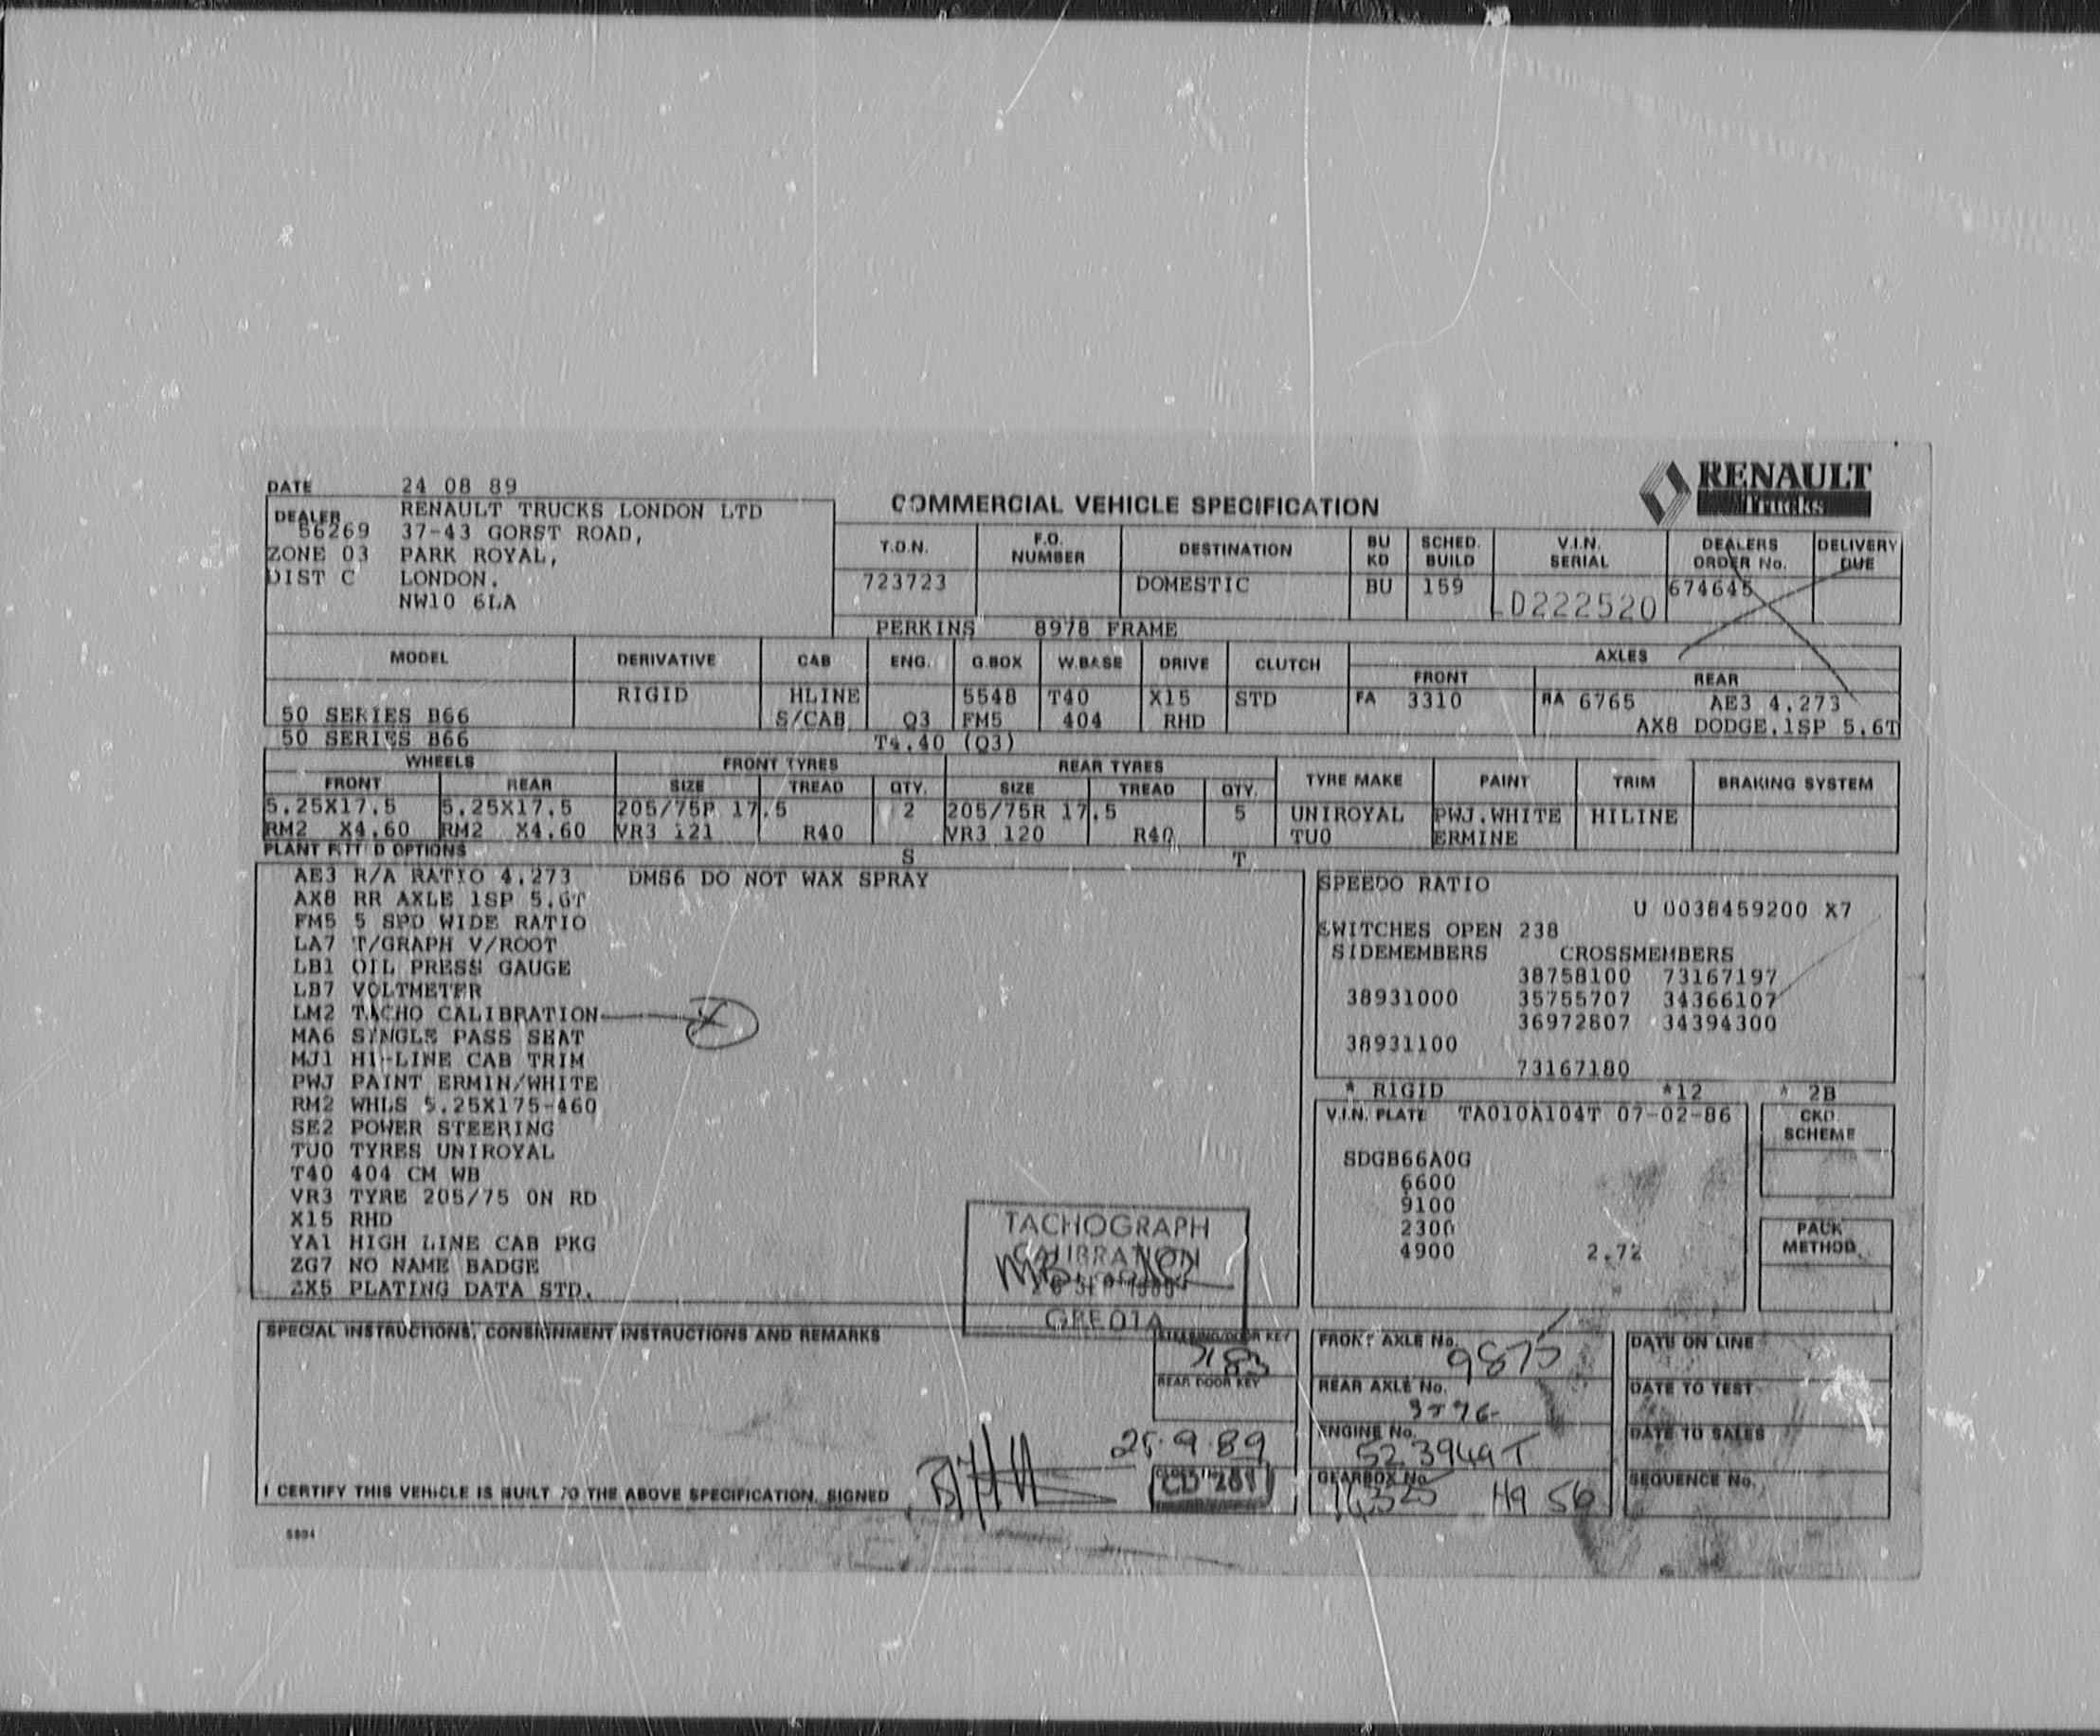 DATE 24 08 89
RENAULT
Trucks
COMMERCIAL VEHICLE SPECIFICATION
DEALER RENAULT TRUCKS LONDON LTD
56269 37-43 GORST ROAD,
ZONE 03 PARK ROYAL,
DIST C LONDON.
NW10 6LA
T.O.N. F.O. NUMBER DESTINATION BU KD SCHED. BUILD V.I.N. SERIAL DEALERS ORDER No. DELIVERY DUE
723723 DOMESTIC BU 159 D222520 674645
PERKINS 8978 FRAME
MODEL DERIVATIVE CAB ENG. G.BOX W.BASE DRIVE CLUTCH AXLES
FRONT REAR
RIGID HLINE 5548 T40 X15 STD FA 3310 RA 6765 AE3 4.273
50 SERIES B66 S/CAB Q3 FM5 404 RHD AX8 DODGE.1SP 5.6T
50 SERIES B66 T4.40 (Q3)
WHEELS FRONT TYRES REAR TYRES TYRE MAKE PAINT TRIM BRAKING SYSTEM
FRONT REAR SIZE TREAD QTY. SIZE TREAD QTY.
5.25X17.5 5.25X17.5 205/75R 17.5 2 205/75R 17.5 5 UNIROYAL PWJ.WHITE HILINE
RM2 X4.60 RM2 X4.60 VR3 121 R40 VR3 120 R40 TU0 ERMINE
PLANT FITTED OPTIONS S T
AE3 R/A RATIO 4.273 DMS6 DO NOT WAX SPRAY
AX8 RR AXLE 1SP 5.6T
FM5 5 SPD WIDE RATIO
LA7 T/GRAPH V/ROOT
LB1 OIL PRESS GAUGE
LB7 VOLTMETER
LM2 TACHO CALIBRATION
MA6 SINGLE PASS SEAT
MJ1 HI-LINE CAB TRIM
PWJ PAINT ERMIN/WHITE
RM2 WHLS 5.25X175-460
SE2 POWER STEERING
TU0 TYRES UNIROYAL
T40 404 CM WB
VR3 TYRE 205/75 ON RD
X15 RHD
YA1 HIGH LINE CAB PKG
ZG7 NO NAME BADGE
ZX5 PLATING DATA STD.
SPEEDO RATIO
U 0038459200 X7
SWITCHES OPEN 238
SIDEMEMBERS CROSSMEMBERS
38758100 73167197
38931000 35755707 34366107
36972807 34394300
38931100
73167180
* RIGID *12 * 2B
V.I.N. PLATE TA010A104T 07-02-86
SDGB66A0G
6600
9100
2300
4900 2.72
CKD. SCHEME
PACK METHOD
TACHOGRAPH
CALIBRATION
SEP 1989
SPECIAL INSTRUCTIONS, CONSIGNMENT INSTRUCTIONS AND REMARKS
STEERING/DOOR KEY
REAR DOOR KEY
25.9.89
I CERTIFY THIS VEHICLE IS BUILT TO THE ABOVE SPECIFICATION. SIGNED
FRONT AXLE No. 9875
REAR AXLE No.
ENGINE No.
523949T
GEARBOX No.
DATE ON LINE
DATE TO TEST
DATE TO SALES
SEQUENCE No.